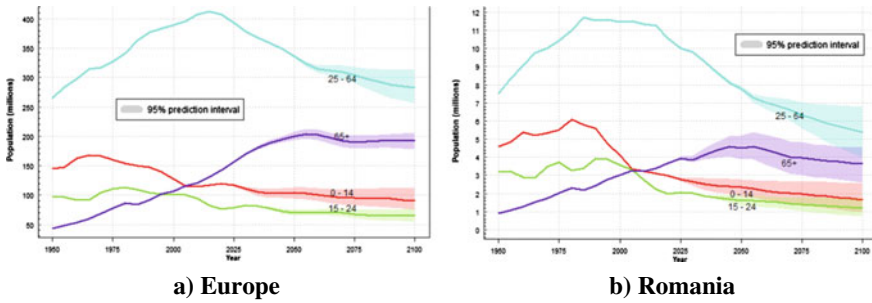 Population (millions)
400
350
300
250
200
150
100
50
25 - 64
95% prediction interval
65+
0 - 14
15 - 24
1950
1975
2000
2025
2050
2075
2100
Year
a) Europe
Population (millions)
12
11
10
9
8
7
6
5
4
3
2
1
0
95% prediction interval
25 - 64
65+
0 - 14
15 - 24
1950
1975
2000
2025
2050
2075
2100
Year
b) Romania